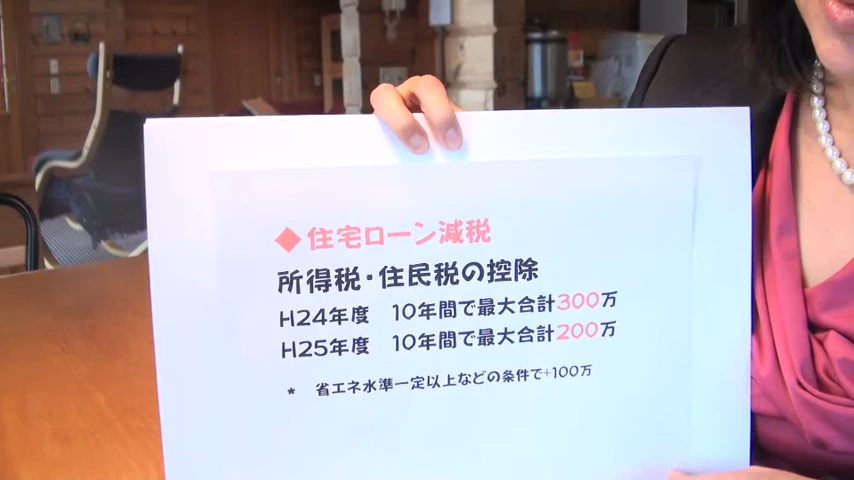 ◆住宅ローン減税
所得税・住民税の控除
H24年度　10年間で最大合計300万
H25年度　10年間で最大合計200万
*　省エネ水準一定以上などの条件で+100万